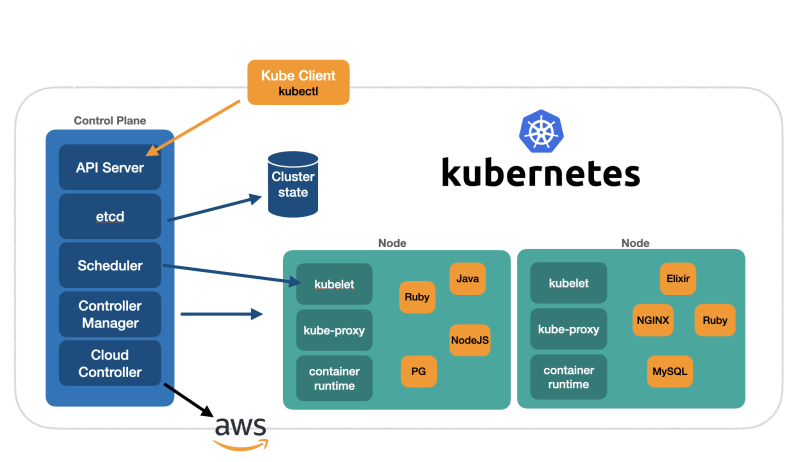 Kube Client
kubectl
Control Plane
API Server
etcd
Scheduler
Controller
Manager
Cloud
Controller
Cluster
state
kubernetes
Node
kubelet
kube-proxy
container
runtime
Java
Ruby
NodeJS
PG
Node
kubelet
kube-proxy
container
runtime
Elixir
NGINX
Ruby
MySQL
aws